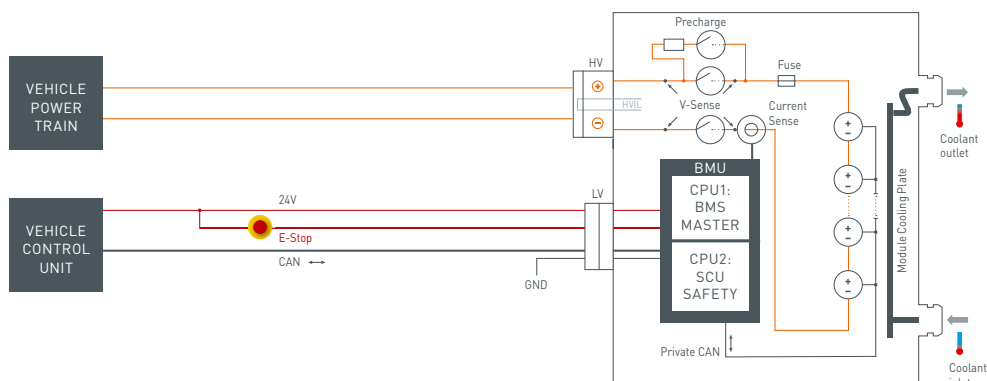 Precharge
HV
Fuse
VEHICLE
POWER
TRAIN
+
HVIL
V-Sense
Current
Sense
−
+
−
Coolant
outlet
BMU
CPU1:
BMS
MASTER
+
−
LV
24V
VEHICLE
CONTROL
UNIT
E-Stop
CAN
GND
CPU2:
SCU
SAFETY
+
−
+
−
Module Cooling Plate
Private CAN
Coolant
inlet